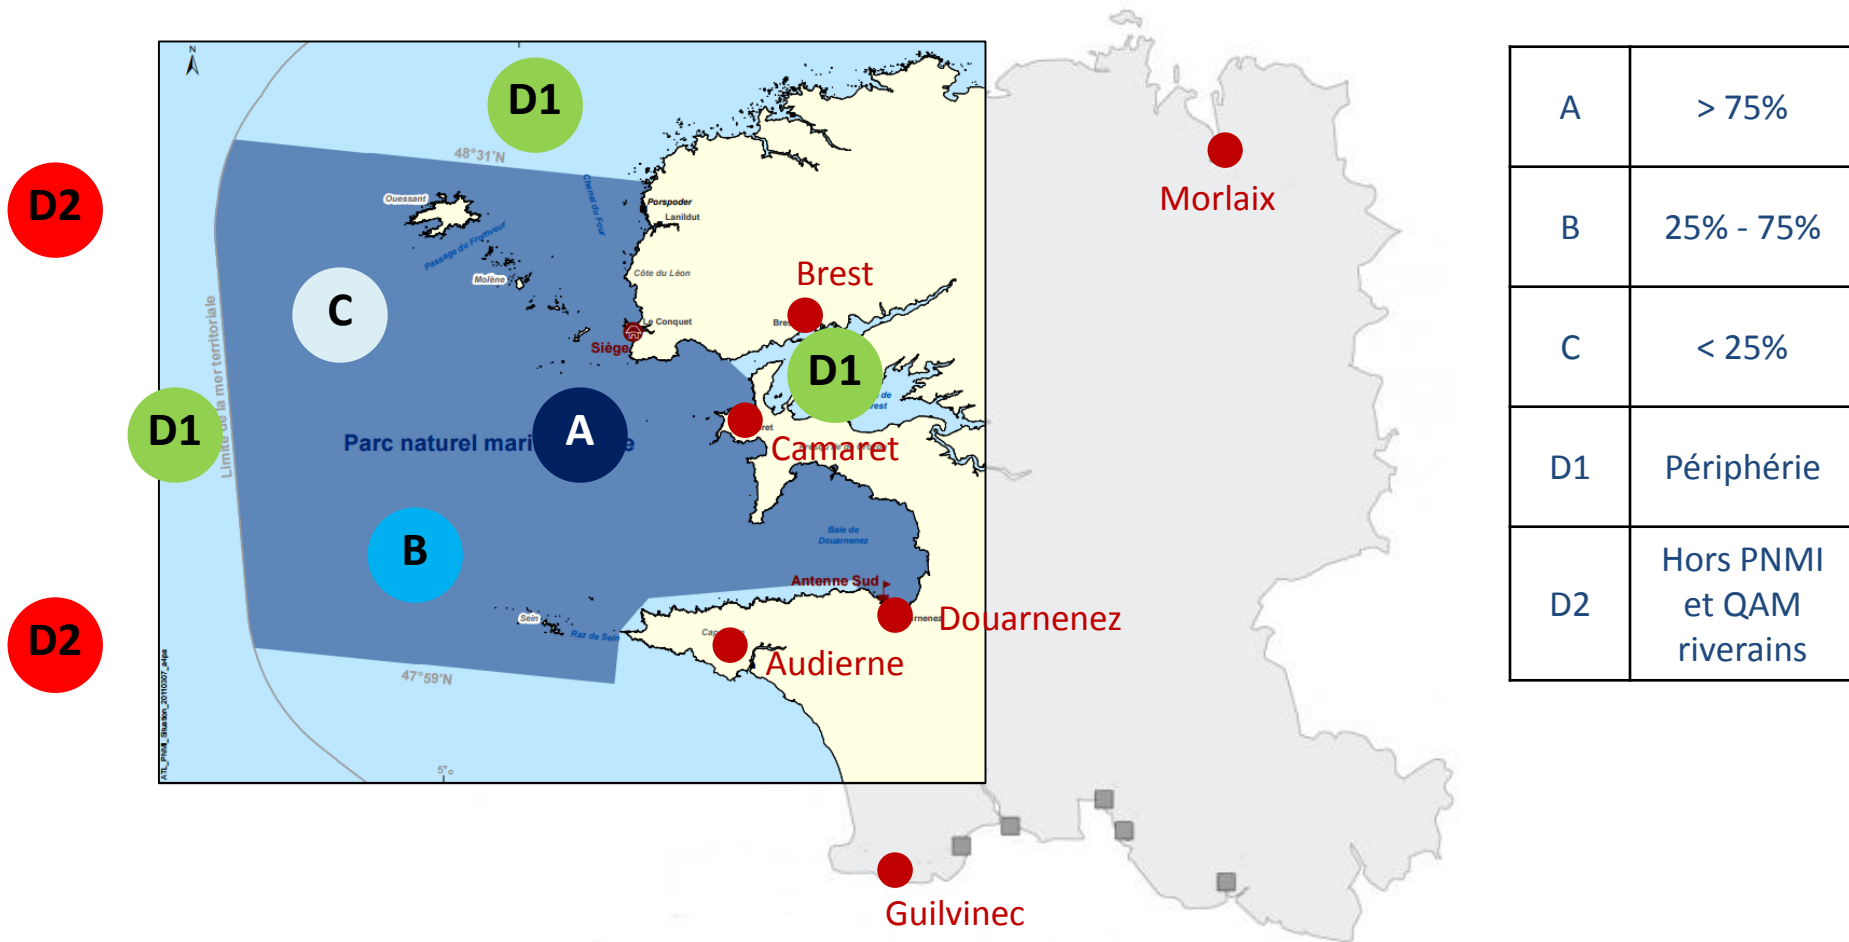 N
D1
48°31'N
D2
Ouessant
Passage du Fromveur
Chenal du Four
Porspoder
Lanildut
Molène
Côte du Léon
C
Brest
Le Conquet
Siège
D1
Limite de la mer territoriale
D1
Parc naturel mari
A
Camaret
B
Baie de
Douarnenez
Antenne Sud
Douarnenez
D2
Sein
Raz de Sein
Audierne
47°59'N
5°
ATL_PNMI_Situation_20110307_a4pa
Morlaix
Guilvinec
A > 75%
B 25% - 75%
C < 25%
D1 Périphérie
D2 Hors PNMI
et QAM
riverains